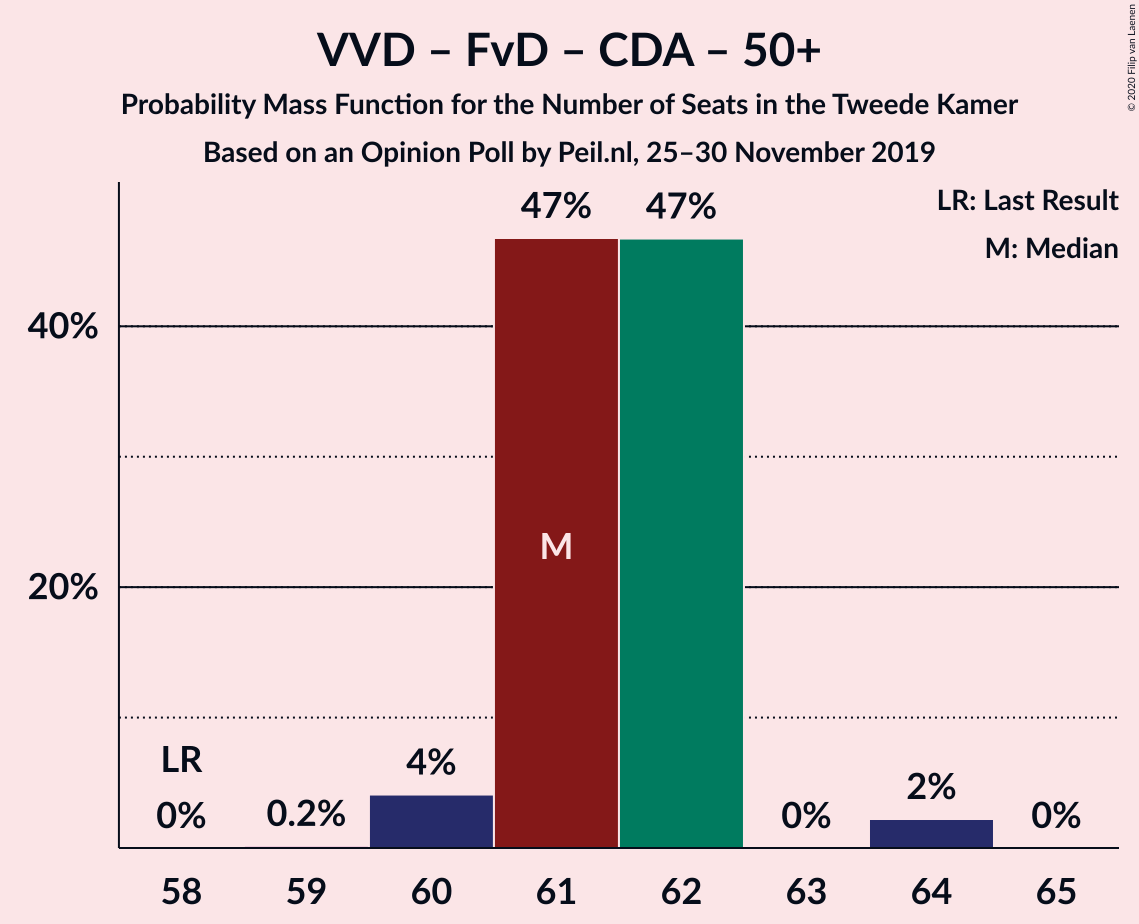 VVD – FvD – CDA – 50+
Probability Mass Function for the Number of Seats in the Tweede Kamer
Based on an Opinion Poll by Peil.nl, 25–30 November 2019
© 2020 Filip van Laenen
LR: Last Result
M: Median
47% 47%
40%
M
20%
LR
0% 0.2% 4% 0% 2% 0%
58 59 60 61 62 63 64 65